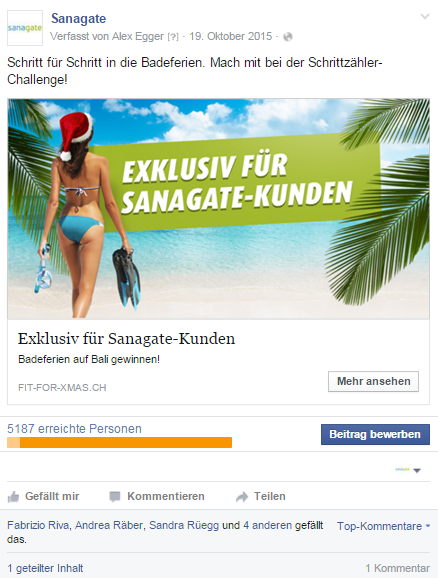 sanagate
Sanagate
Verfasst von Alex Egger [?] · 19. Oktober 2015 ·
Schritt für Schritt in die Badeferien. Mach mit bei der Schrittzähler-
Challenge!
EXKLUSIV FÜR
SANAGATE-KUNDEN
Exklusiv für Sanagate-Kunden
Badeferien auf Bali gewinnen!
FIT-FOR-XMAS.CH
Mehr ansehen
5187 erreichte Personen
Beitrag bewerben
Gefällt mir
Kommentieren
Teilen
Fabrizio Riva, Andrea Räber, Sandra Rüegg und 4 anderen gefällt
das.
Top-Kommentare
1 geteilter Inhalt
1 Kommentar